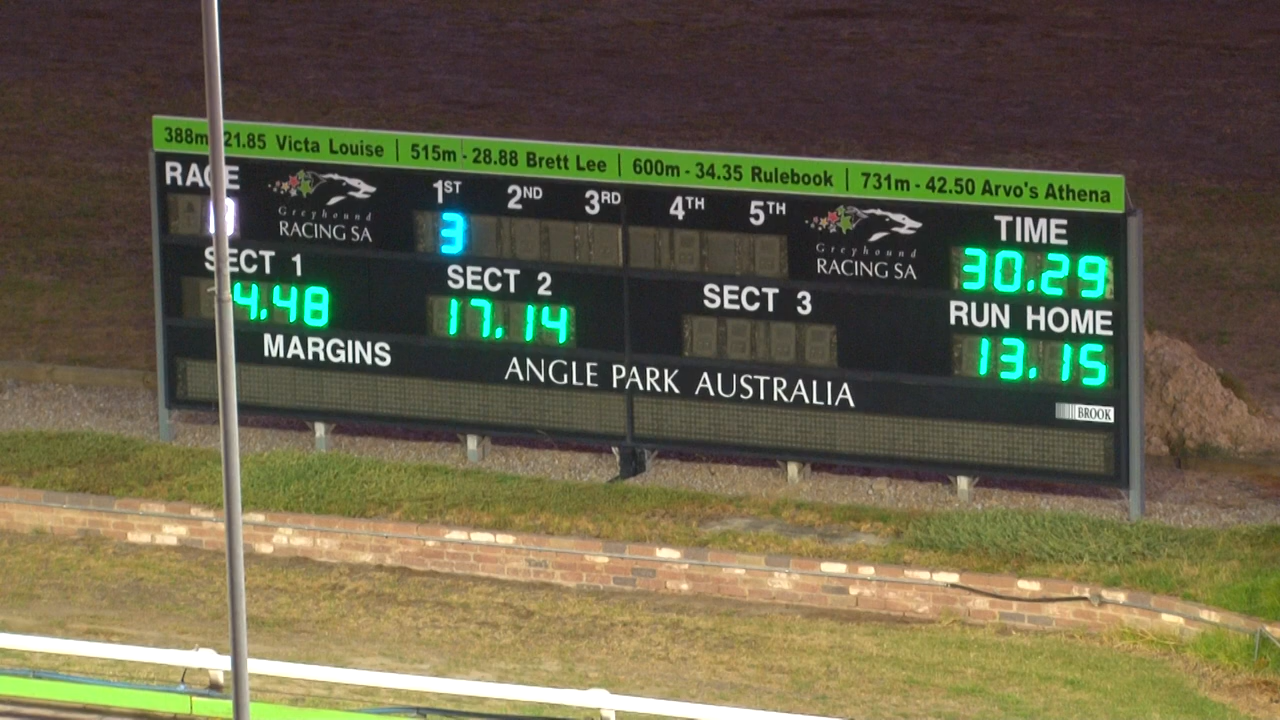 388m 21.85 Victa Louise | 515m - 28.88 Brett Lee | 600m - 34.35 Rulebook | 731m - 42.50 Arvo's Athena
RACE
Greyhound
RACING SA
1ST 2ND 3RD 4TH 5TH
3
Greyhound
RACING SA
TIME
30.29
SECT 1
4.48
SECT 2
17.14
SECT 3
RUN HOME
13.15
MARGINS
ANGLE PARK AUSTRALIA
BROOK